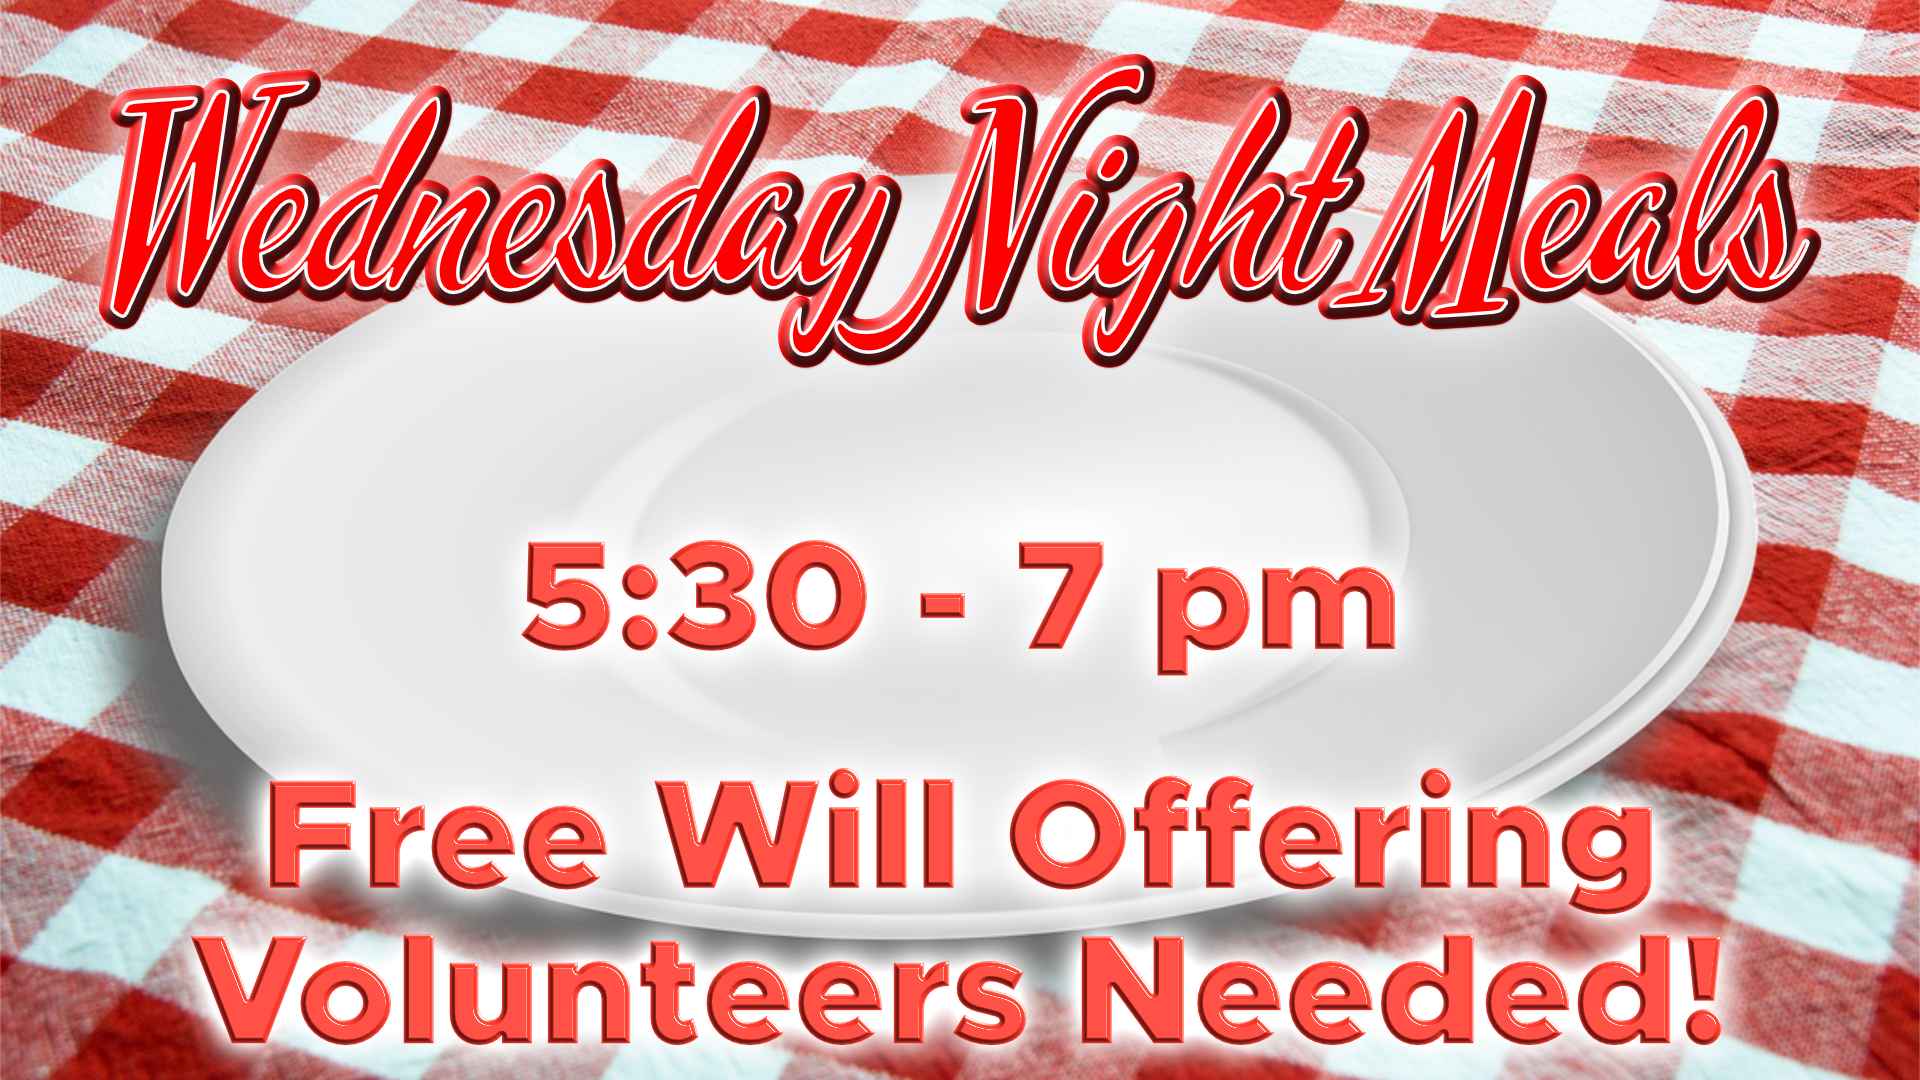 Wednesday Night Meals
5:30 - 7 pm
Free Will Offering
Volunteers Needed!